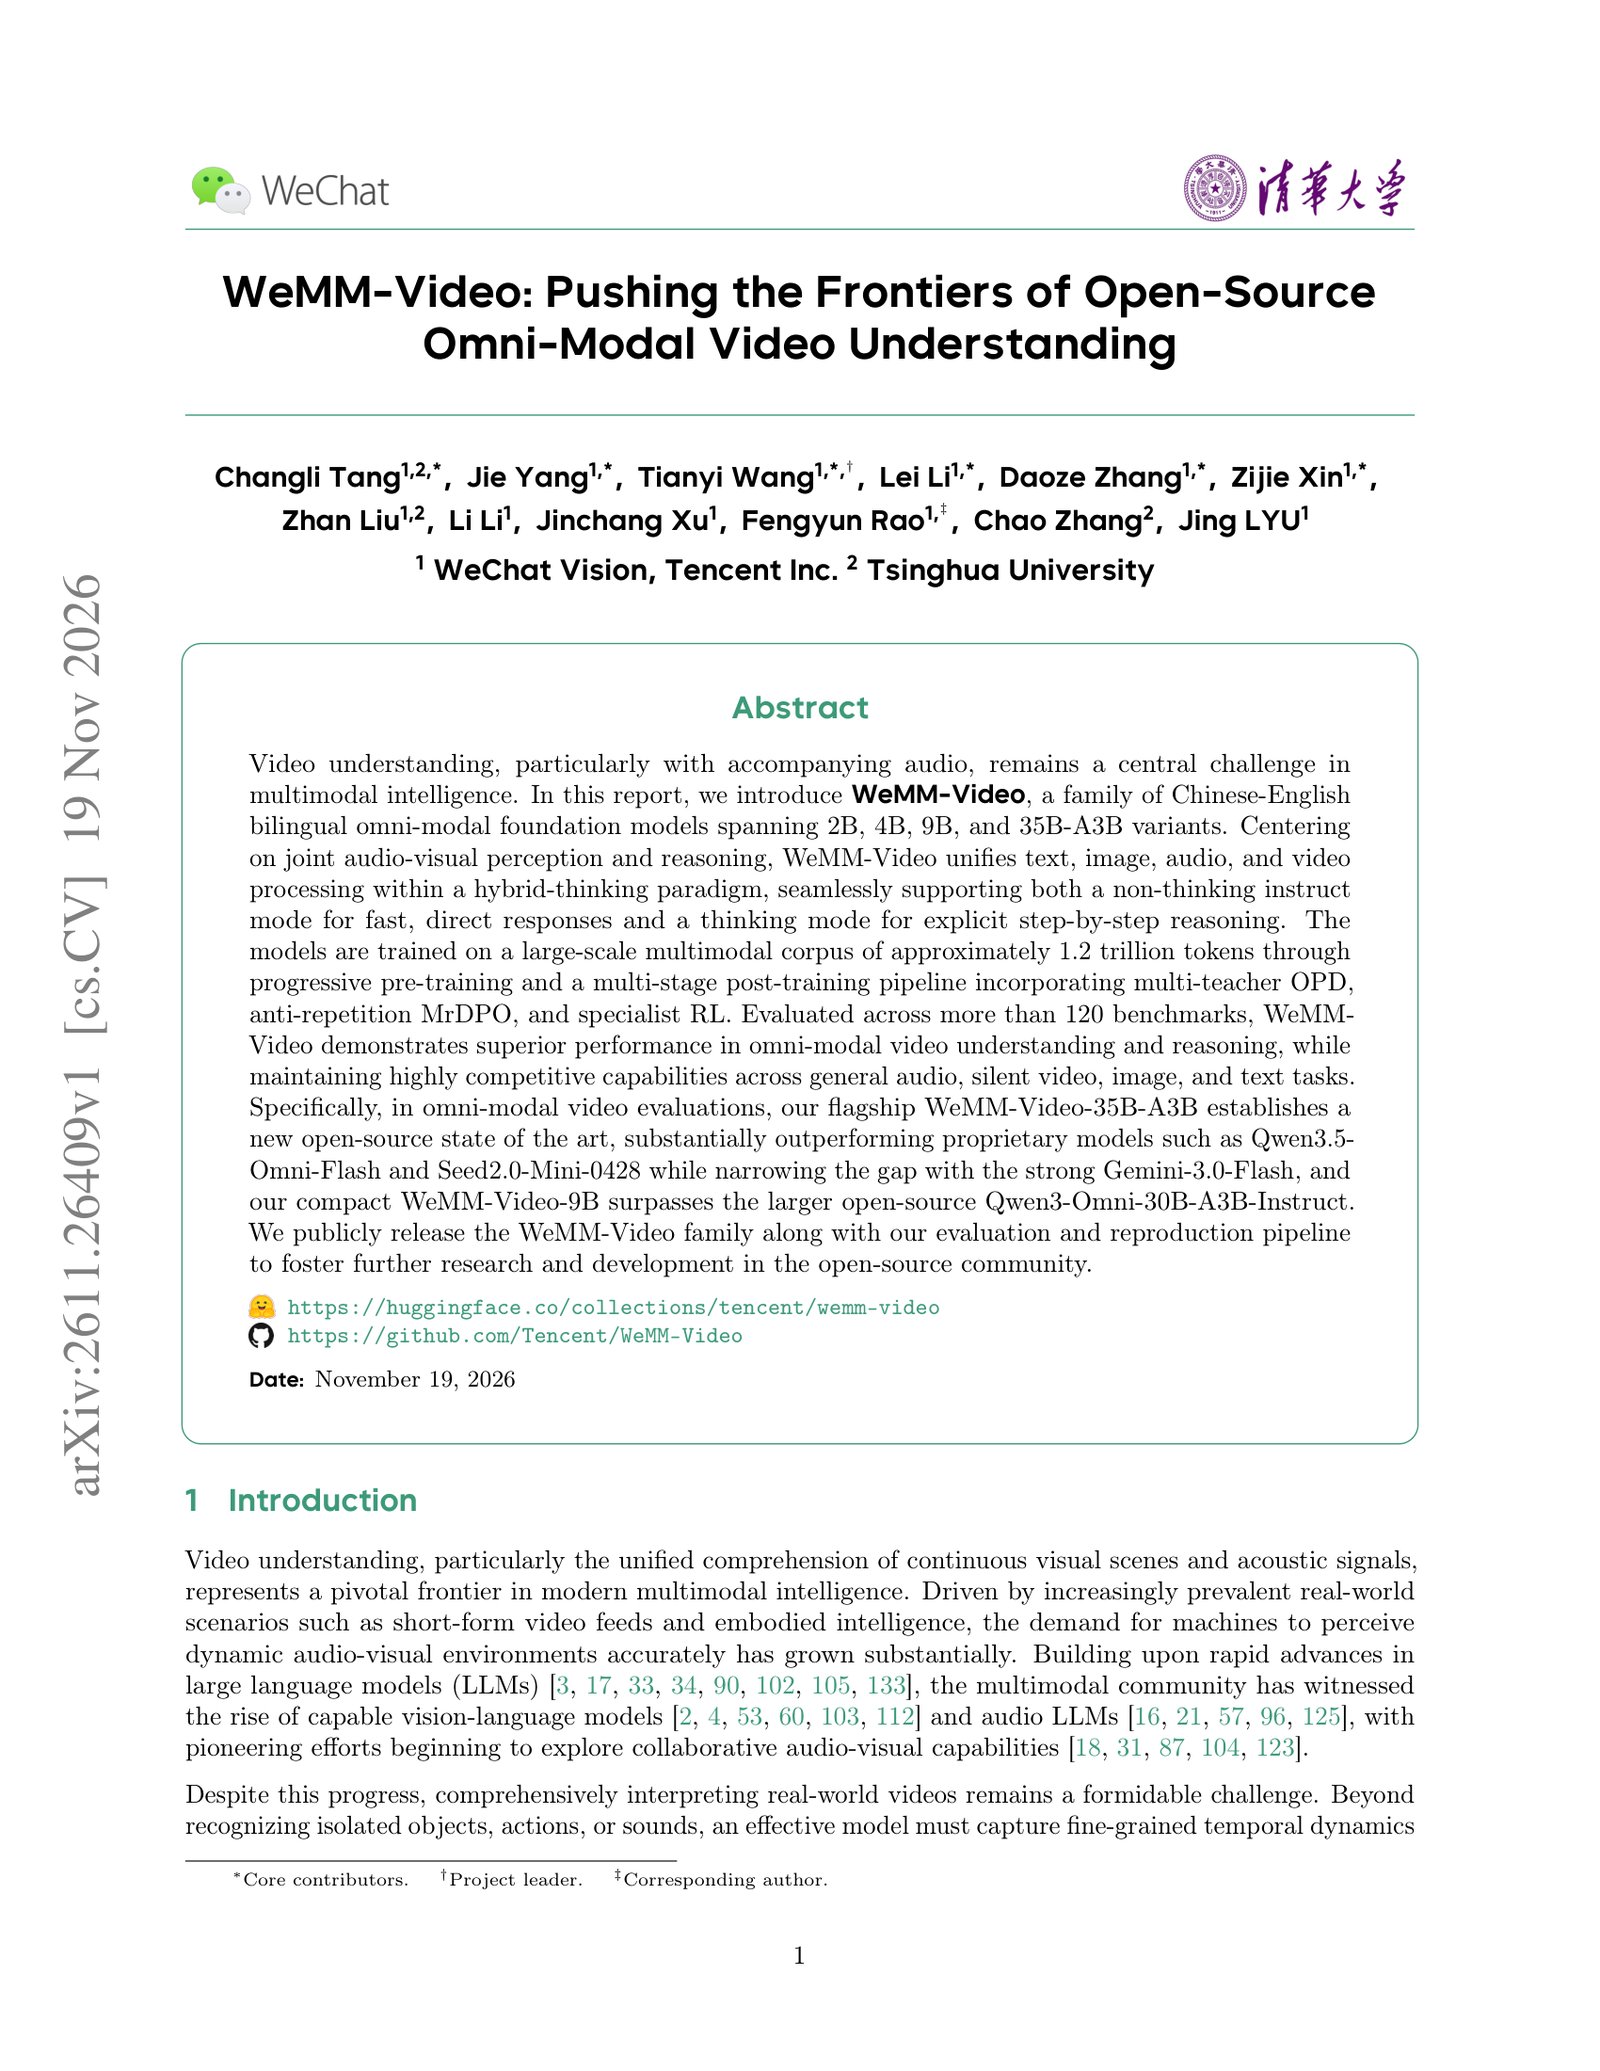 WeChat
清華大学
WeMM-Video: Pushing the Frontiers of Open-Source
Omni-Modal Video Understanding
Changli Tang1,2,*, Jie Yang1,*, Tianyi Wang1,*,†, Lei Li1,*, Daoze Zhang1,*, Zijie Xin1,*,
Zhan Liu1,2, Li Li1, Jinchang Xu1, Fengyun Rao1,‡, Chao Zhang2, Jing LYU1
1 WeChat Vision, Tencent Inc. 2 Tsinghua University
arXiv:2611.26409v1 [cs.CV] 19 Nov 2026
Abstract
Video understanding, particularly with accompanying audio, remains a central challenge in
multimodal intelligence. In this report, we introduce WeMM-Video, a family of Chinese-English
bilingual omni-modal foundation models spanning 2B, 4B, 9B, and 35B-A3B variants. Centering
on joint audio-visual perception and reasoning, WeMM-Video unifies text, image, audio, and video
processing within a hybrid-thinking paradigm, seamlessly supporting both a non-thinking instruct
mode for fast, direct responses and a thinking mode for explicit step-by-step reasoning. The
models are trained on a large-scale multimodal corpus of approximately 1.2 trillion tokens through
progressive pre-training and a multi-stage post-training pipeline incorporating multi-teacher OPD,
anti-repetition MrDPO, and specialist RL. Evaluated across more than 120 benchmarks, WeMM-
Video demonstrates superior performance in omni-modal video understanding and reasoning, while
maintaining highly competitive capabilities across general audio, silent video, image, and text tasks.
Specifically, in omni-modal video evaluations, our flagship WeMM-Video-35B-A3B establishes a
new open-source state of the art, substantially outperforming proprietary models such as Qwen3.5-
Omni-Flash and Seed2.0-Mini-0428 while narrowing the gap with the strong Gemini-3.0-Flash, and
our compact WeMM-Video-9B surpasses the larger open-source Qwen3-Omni-30B-A3B-Instruct.
We publicly release the WeMM-Video family along with our evaluation and reproduction pipeline
to foster further research and development in the open-source community.
https://huggingface.co/collections/tencent/wemm-video
https://github.com/Tencent/WeMM-Video
Date: November 19, 2026
1 Introduction
Video understanding, particularly the unified comprehension of continuous visual scenes and acoustic signals,
represents a pivotal frontier in modern multimodal intelligence. Driven by increasingly prevalent real-world
scenarios such as short-form video feeds and embodied intelligence, the demand for machines to perceive
dynamic audio-visual environments accurately has grown substantially. Building upon rapid advances in
large language models (LLMs) [3, 17, 33, 34, 90, 102, 105, 133], the multimodal community has witnessed
the rise of capable vision-language models [2, 4, 53, 60, 103, 112] and audio LLMs [16, 21, 57, 96, 125], with
pioneering efforts beginning to explore collaborative audio-visual capabilities [18, 31, 87, 104, 123].
Despite this progress, comprehensively interpreting real-world videos remains a formidable challenge. Beyond
recognizing isolated objects, actions, or sounds, an effective model must capture fine-grained temporal dynamics
*Core contributors. †Project leader. ‡Corresponding author.
1